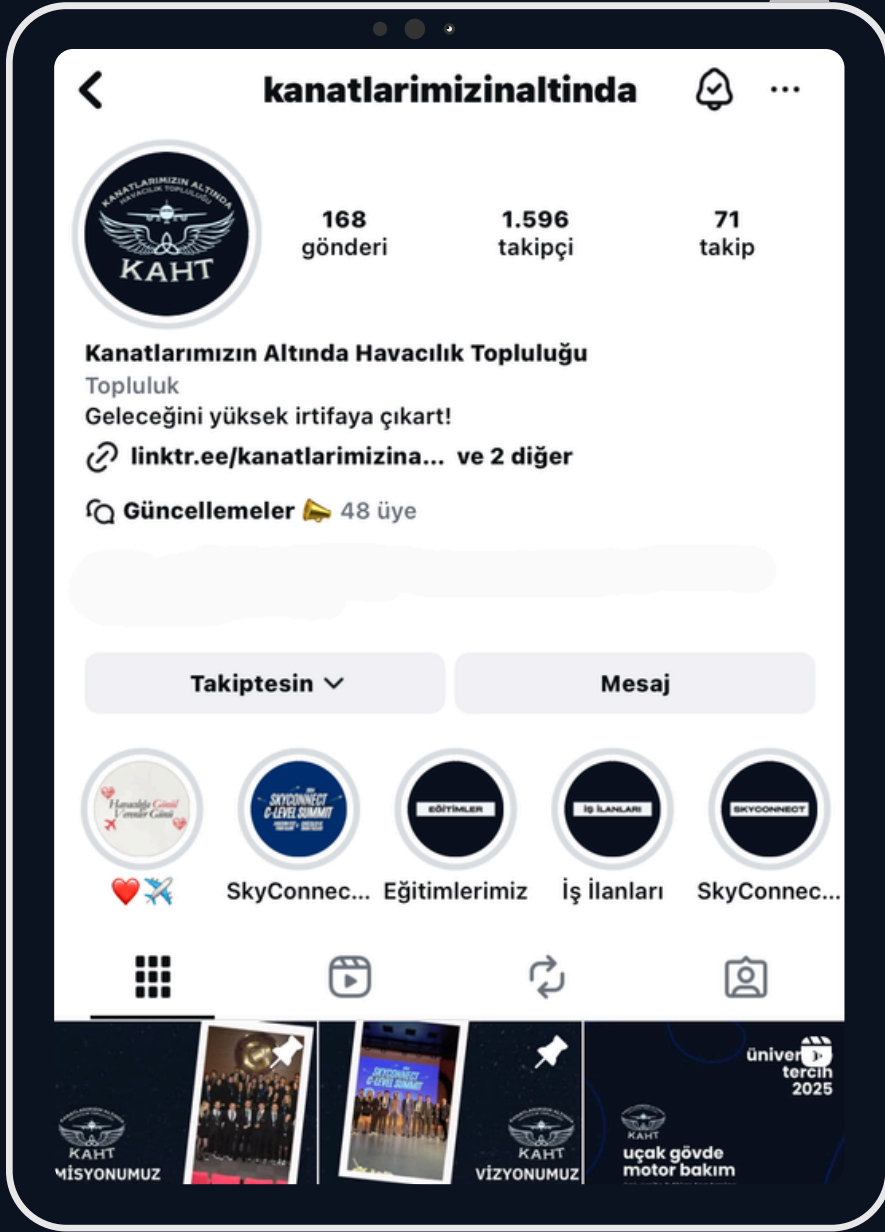 kanatlarimizinaltinda
KANATLARIMIZIN ALTINDA
HAVACILIK TOPLULUĞU
KAHT
168
gönderi
1.596
takipçi
71
takip
Kanatlarımızın Altında Havacılık Topluluğu
Topluluk
Geleceğini yüksek irtifaya çıkart!
linktr.ee/kanatlarimizina... ve 2 diğer
Güncellemeler 📣 48 üye
Takiptesin
Mesaj
Havacılığa Gönül
Verenler Günü
SKYCONNECT
C-LEVEL SUMMIT
EĞİTİMLER
İŞ İLANLARI
SKYCONNECT
❤️✈️
SkyConnec...
Eğitimlerimiz
İş İlanları
SkyConnec...
KAHT
MİSYONUMUZ
SKYCONNECT
C-LEVEL SUMMIT
KAHT
VİZYONUMUZ
üniver
tercih
2025
KAHT
uçak gövde
motor bakım